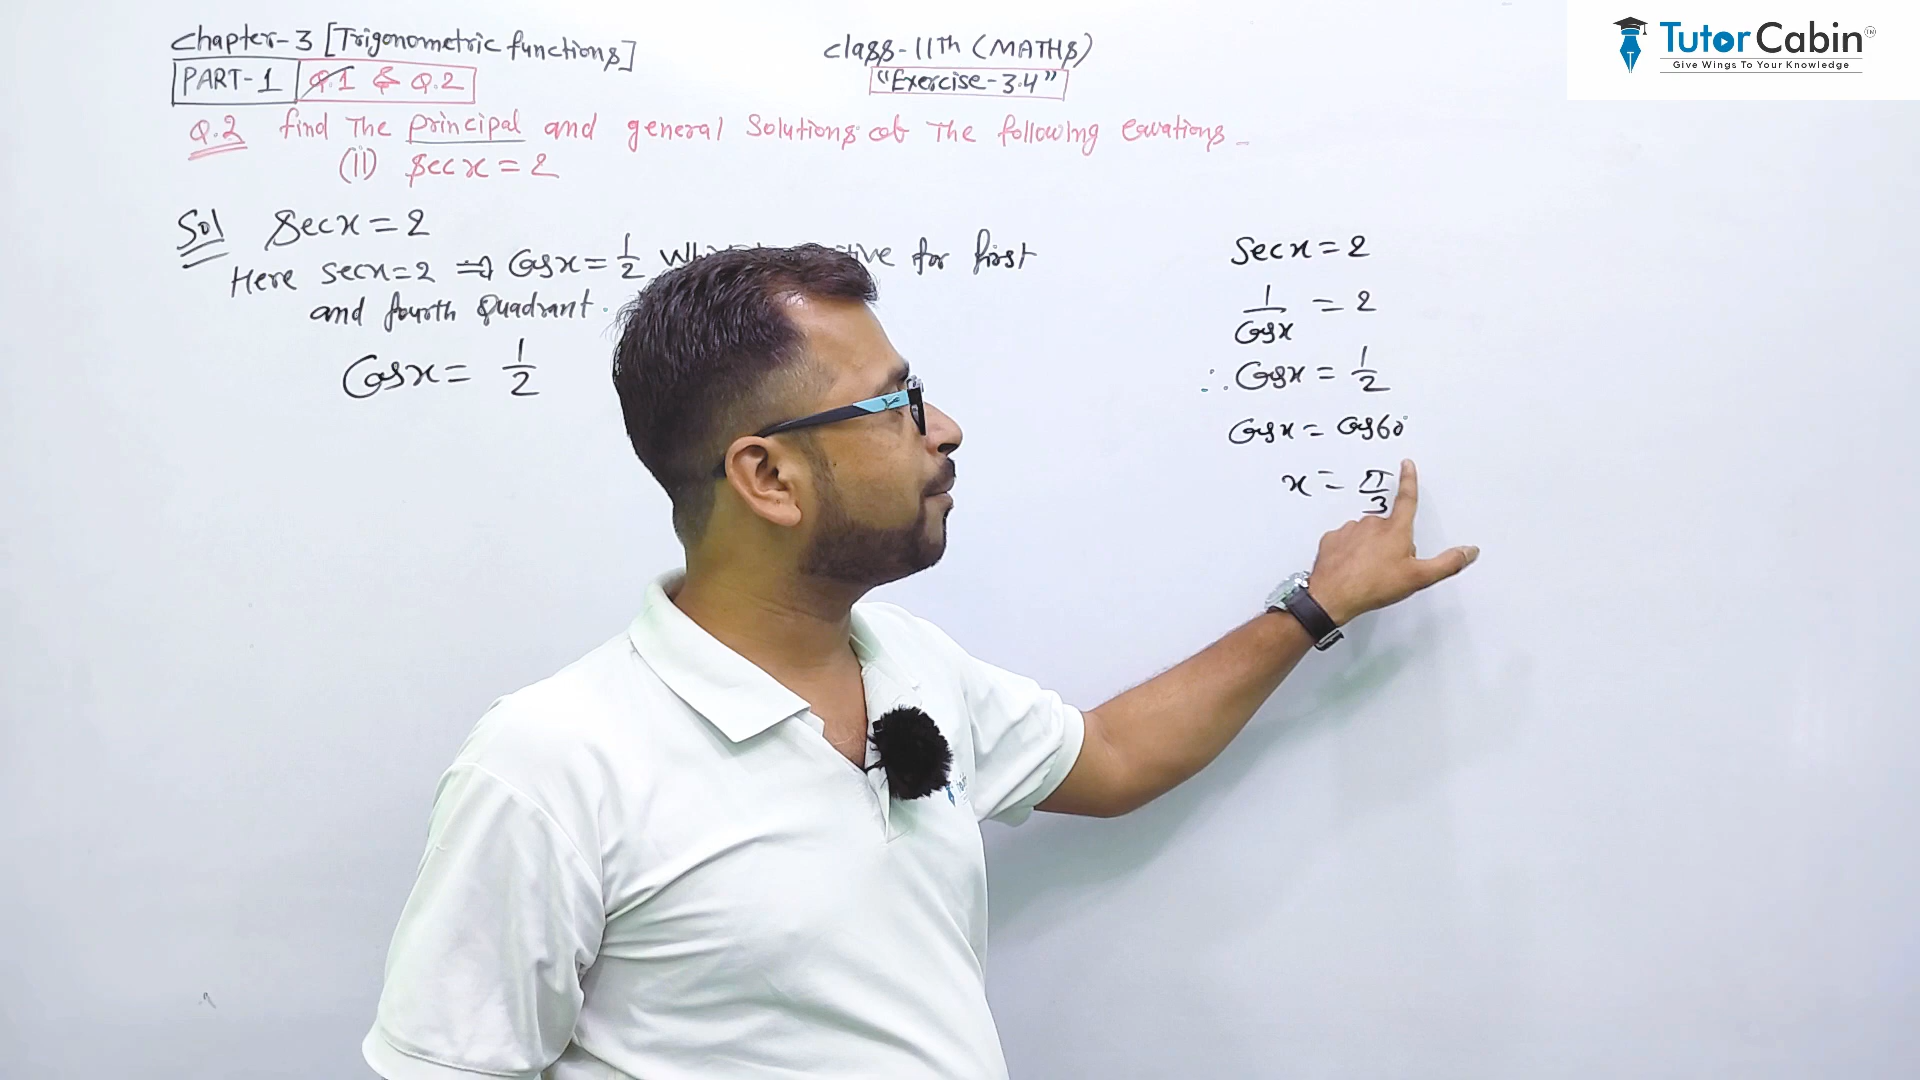 Chapter-3 [Trigonometric functions]
Class-11th (MATHS)
PART-1 Q.1 & Q.2
"Exercise-3.4"
Q.2 find The principal and general Solutions of The following equations-
(ii) secx = 2
Sol Secx = 2
Here secx=2 ⇒ Cosx = 1/2 for first
and fourth Quadrant.
Cosx = 1/2
Secx = 2
1/Cosx = 2
∴ Cosx = 1/2
Cosx = Cos60°
x = π/3
TutorCabin™
Give Wings To Your Knowledge